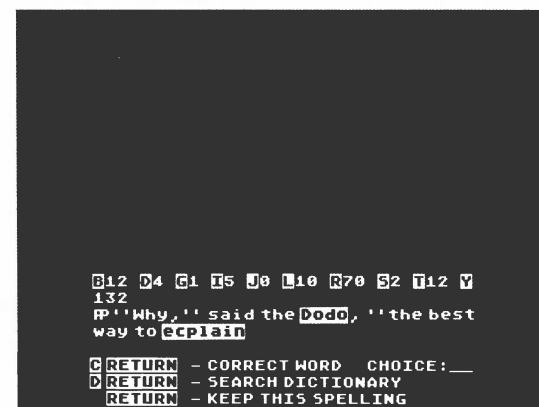 B12 D4 G1 I5 J0 L10 R70 S2 T12 Y
132
P''Why,'' said the Dodo, ''the best
way to ecplain
C RETURN – CORRECT WORD CHOICE:__
D RETURN – SEARCH DICTIONARY
RETURN – KEEP THIS SPELLING